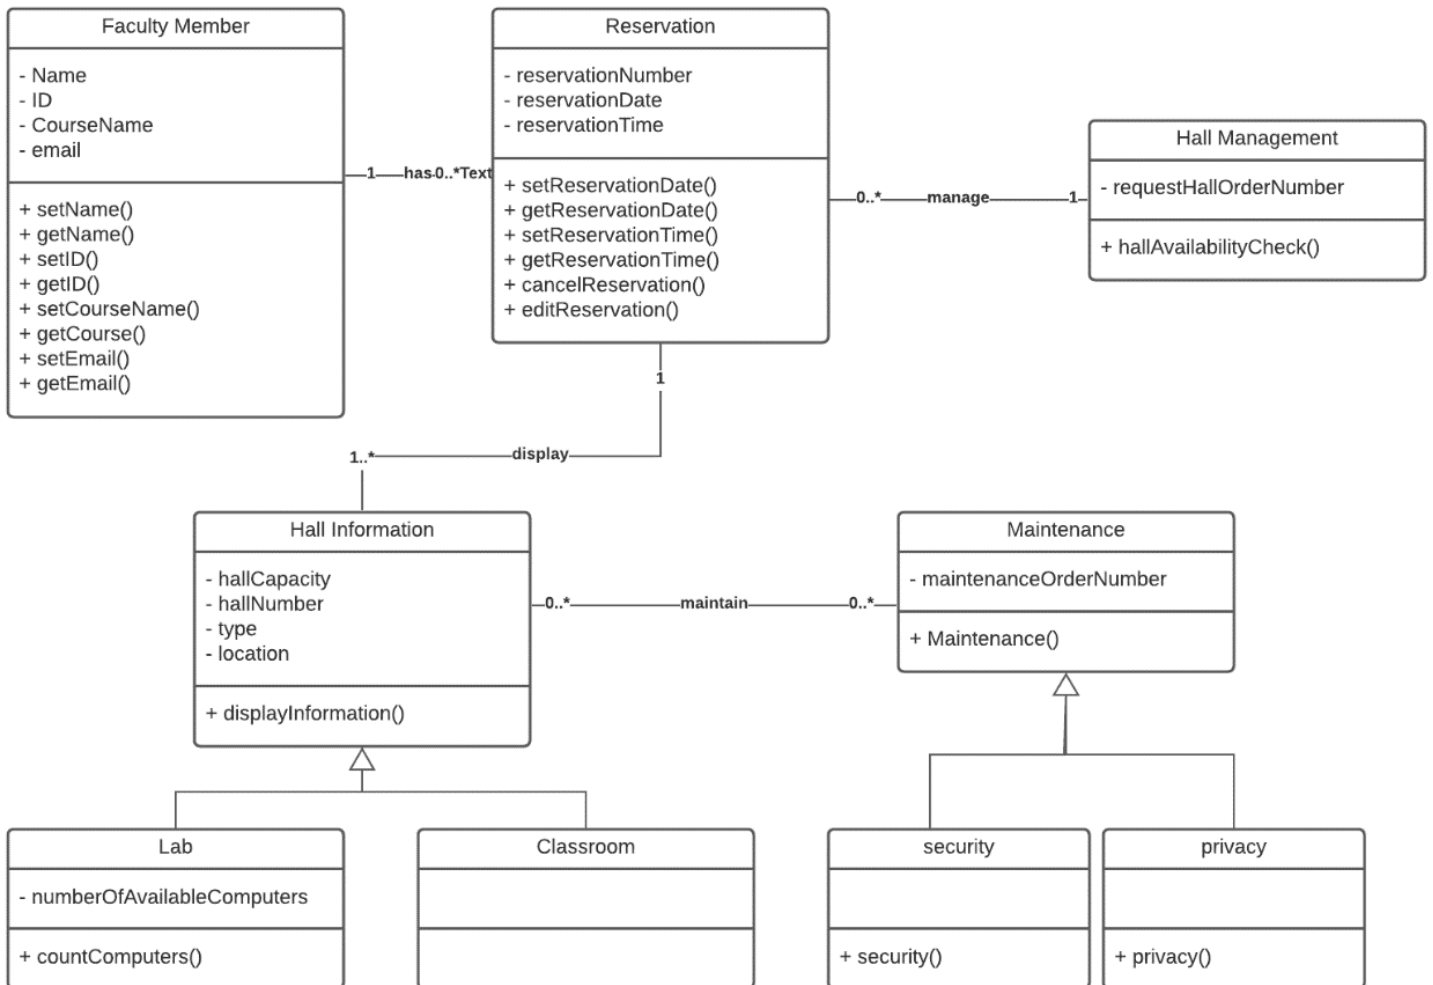 Faculty Member
- Name
- ID
- CourseName
- email
+ setName()
+ getName()
+ setID()
+ getID()
+ setCourseName()
+ getCourse()
+ setEmail()
+ getEmail()
1 has 0..*Text
Reservation
- reservationNumber
- reservationDate
- reservationTime
+ setReservationDate()
+ getReservationDate()
+ setReservationTime()
+ getReservationTime()
+ cancelReservation()
+ editReservation()
0..* manage 1
Hall Management
- requestHallOrderNumber
+ hallAvailabilityCheck()
1
1..* display
Hall Information
- hallCapacity
- hallNumber
- type
- location
+ displayInformation()
0..* maintain 0..*
Maintenance
- maintenanceOrderNumber
+ Maintenance()
Lab
- numberOfAvailableComputers
+ countComputers()
Classroom
security
+ security()
privacy
+ privacy()